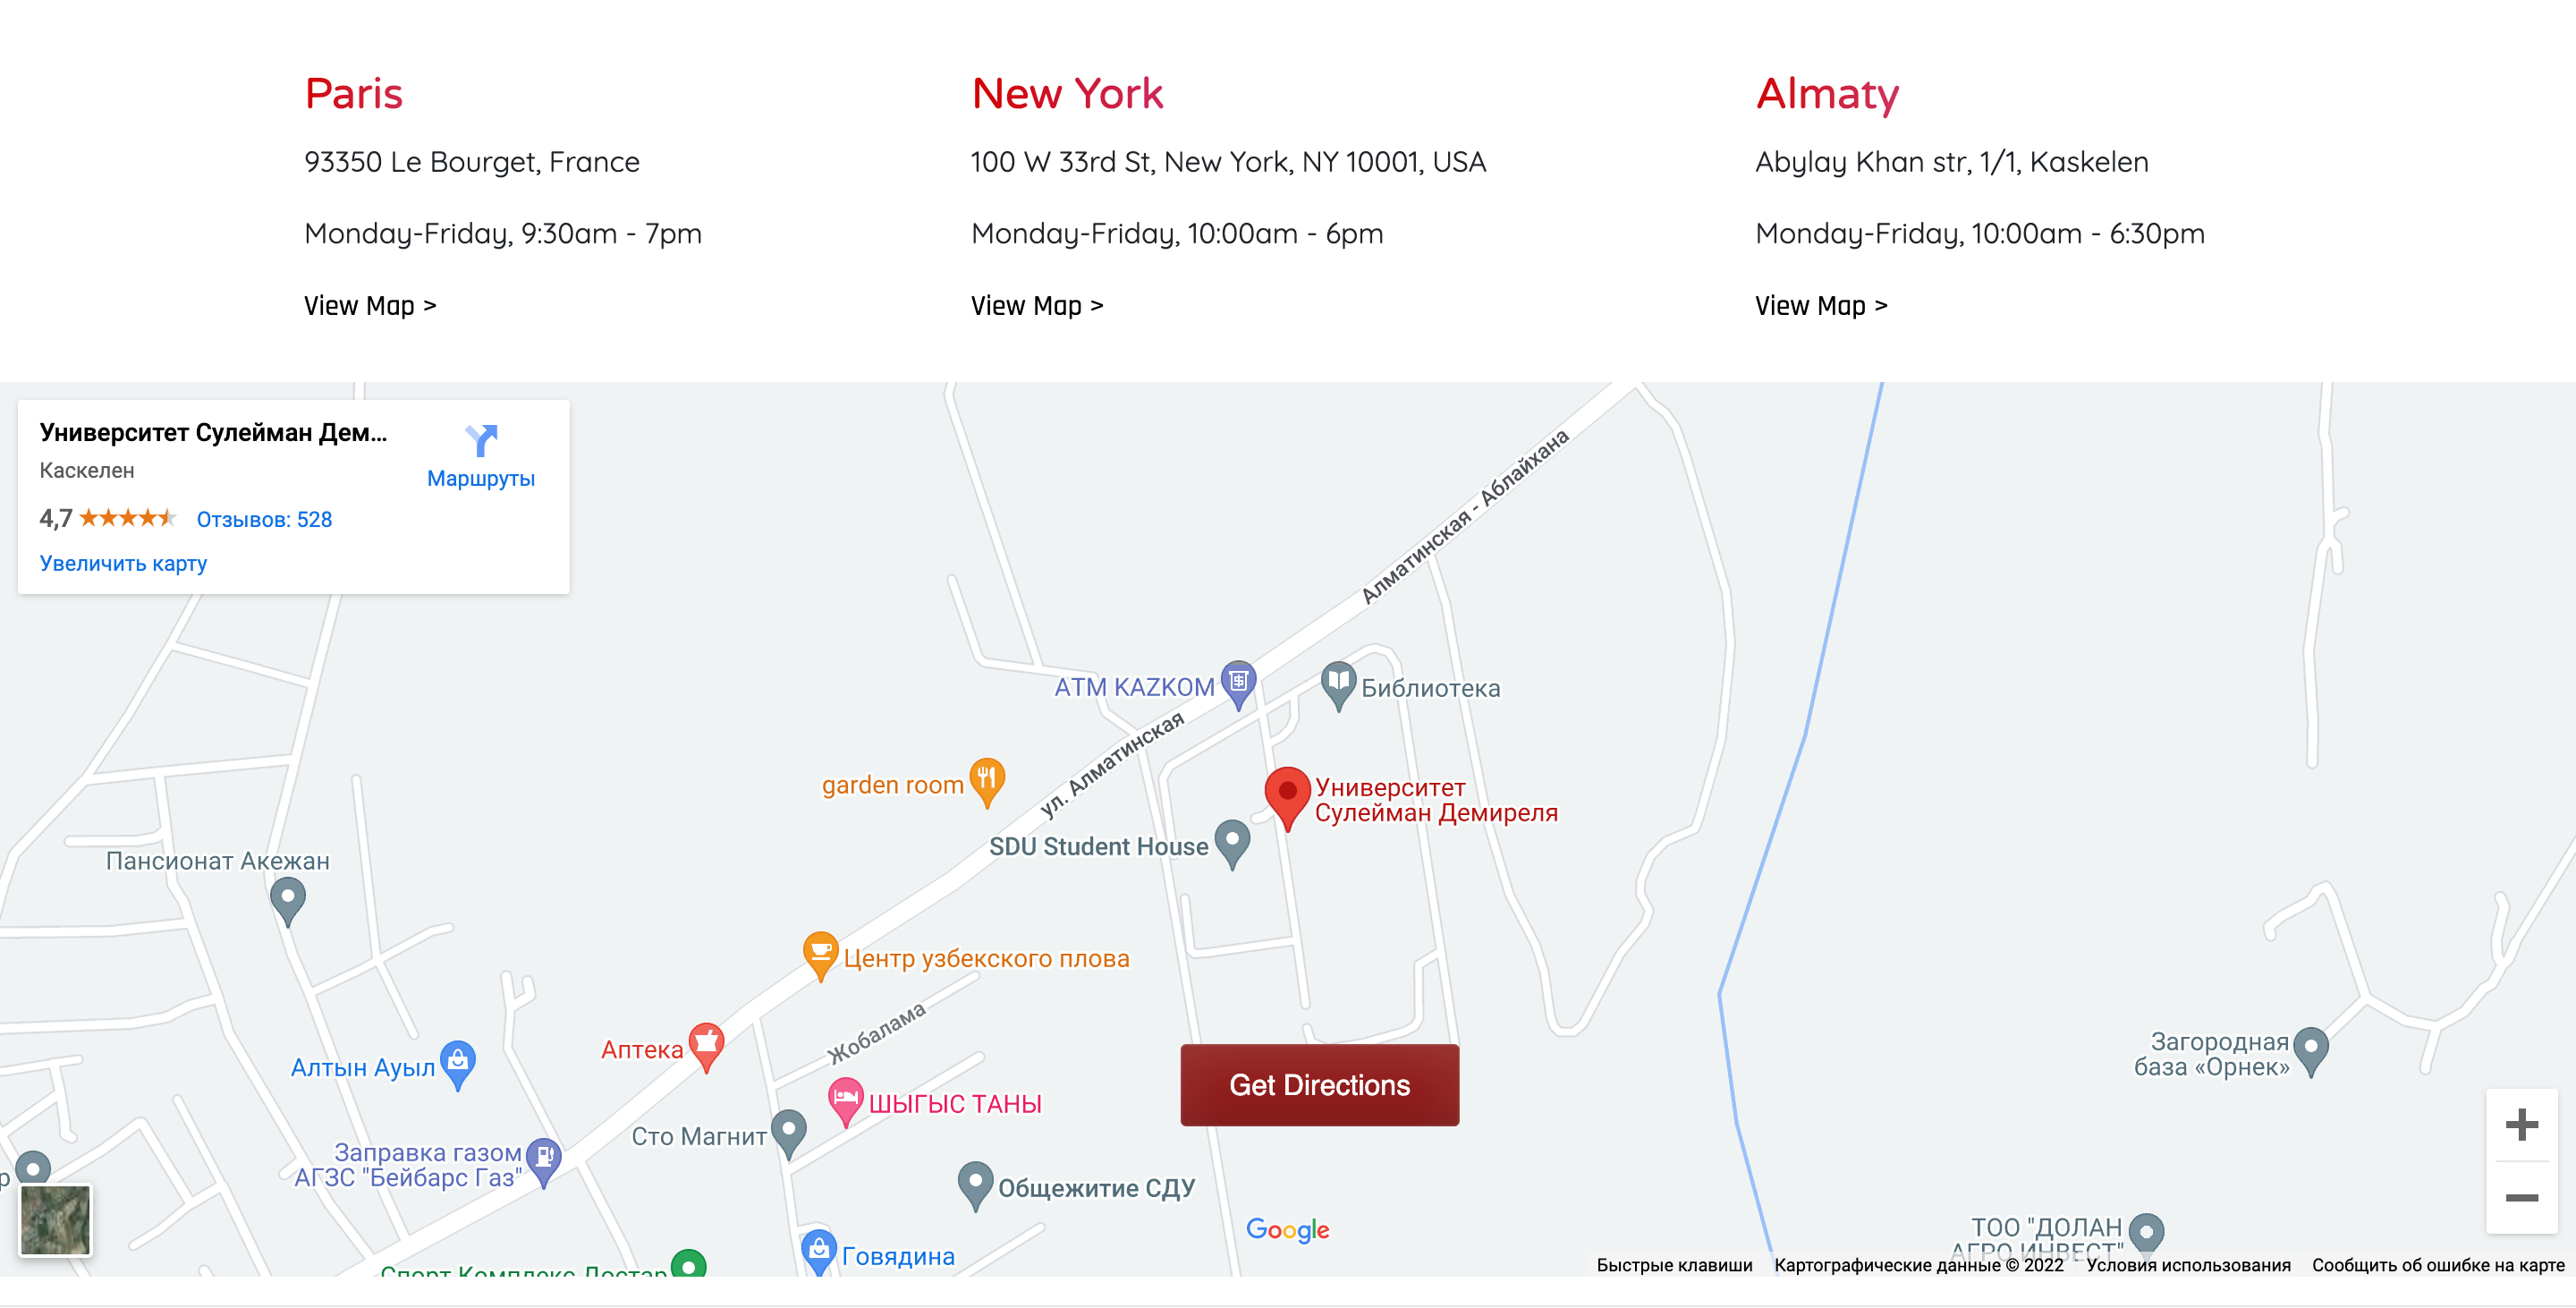 Paris
93350 Le Bourget, France
Monday-Friday, 9:30am - 7pm
View Map >
New York
100 W 33rd St, New York, NY 10001, USA
Monday-Friday, 10:00am - 6pm
View Map >
Almaty
Abylay Khan str, 1/1, Kaskelen
Monday-Friday, 10:00am - 6:30pm
View Map >
Университет Сулейман Дем...
Каскелен
Маршруты
4,7
Отзывов: 528
Увеличить карту
Алматинская - Аблайхана
ATM KAZKOM
Библиотека
ул. Алматинская
garden room
Университет
Сулейман Демиреля
SDU Student House
Пансионат Акежан
Центр узбекского плова
Жобалама
Аптека
Алтын Ауыл
Загородная
база «Орнек»
Get Directions
ШЫГЫС ТАНЫ
Сто Магнит
Заправка газом
АГЗС "Бейбарс Газ"
р
Общежитие СДУ
Google
ТОО "ДОЛАН
АГРО ИНВЕСТ"
Говядина
Спорт Комплекс Достар
Быстрые клавиши
Картографические данные © 2022
Условия использования
Сообщить об ошибке на карте